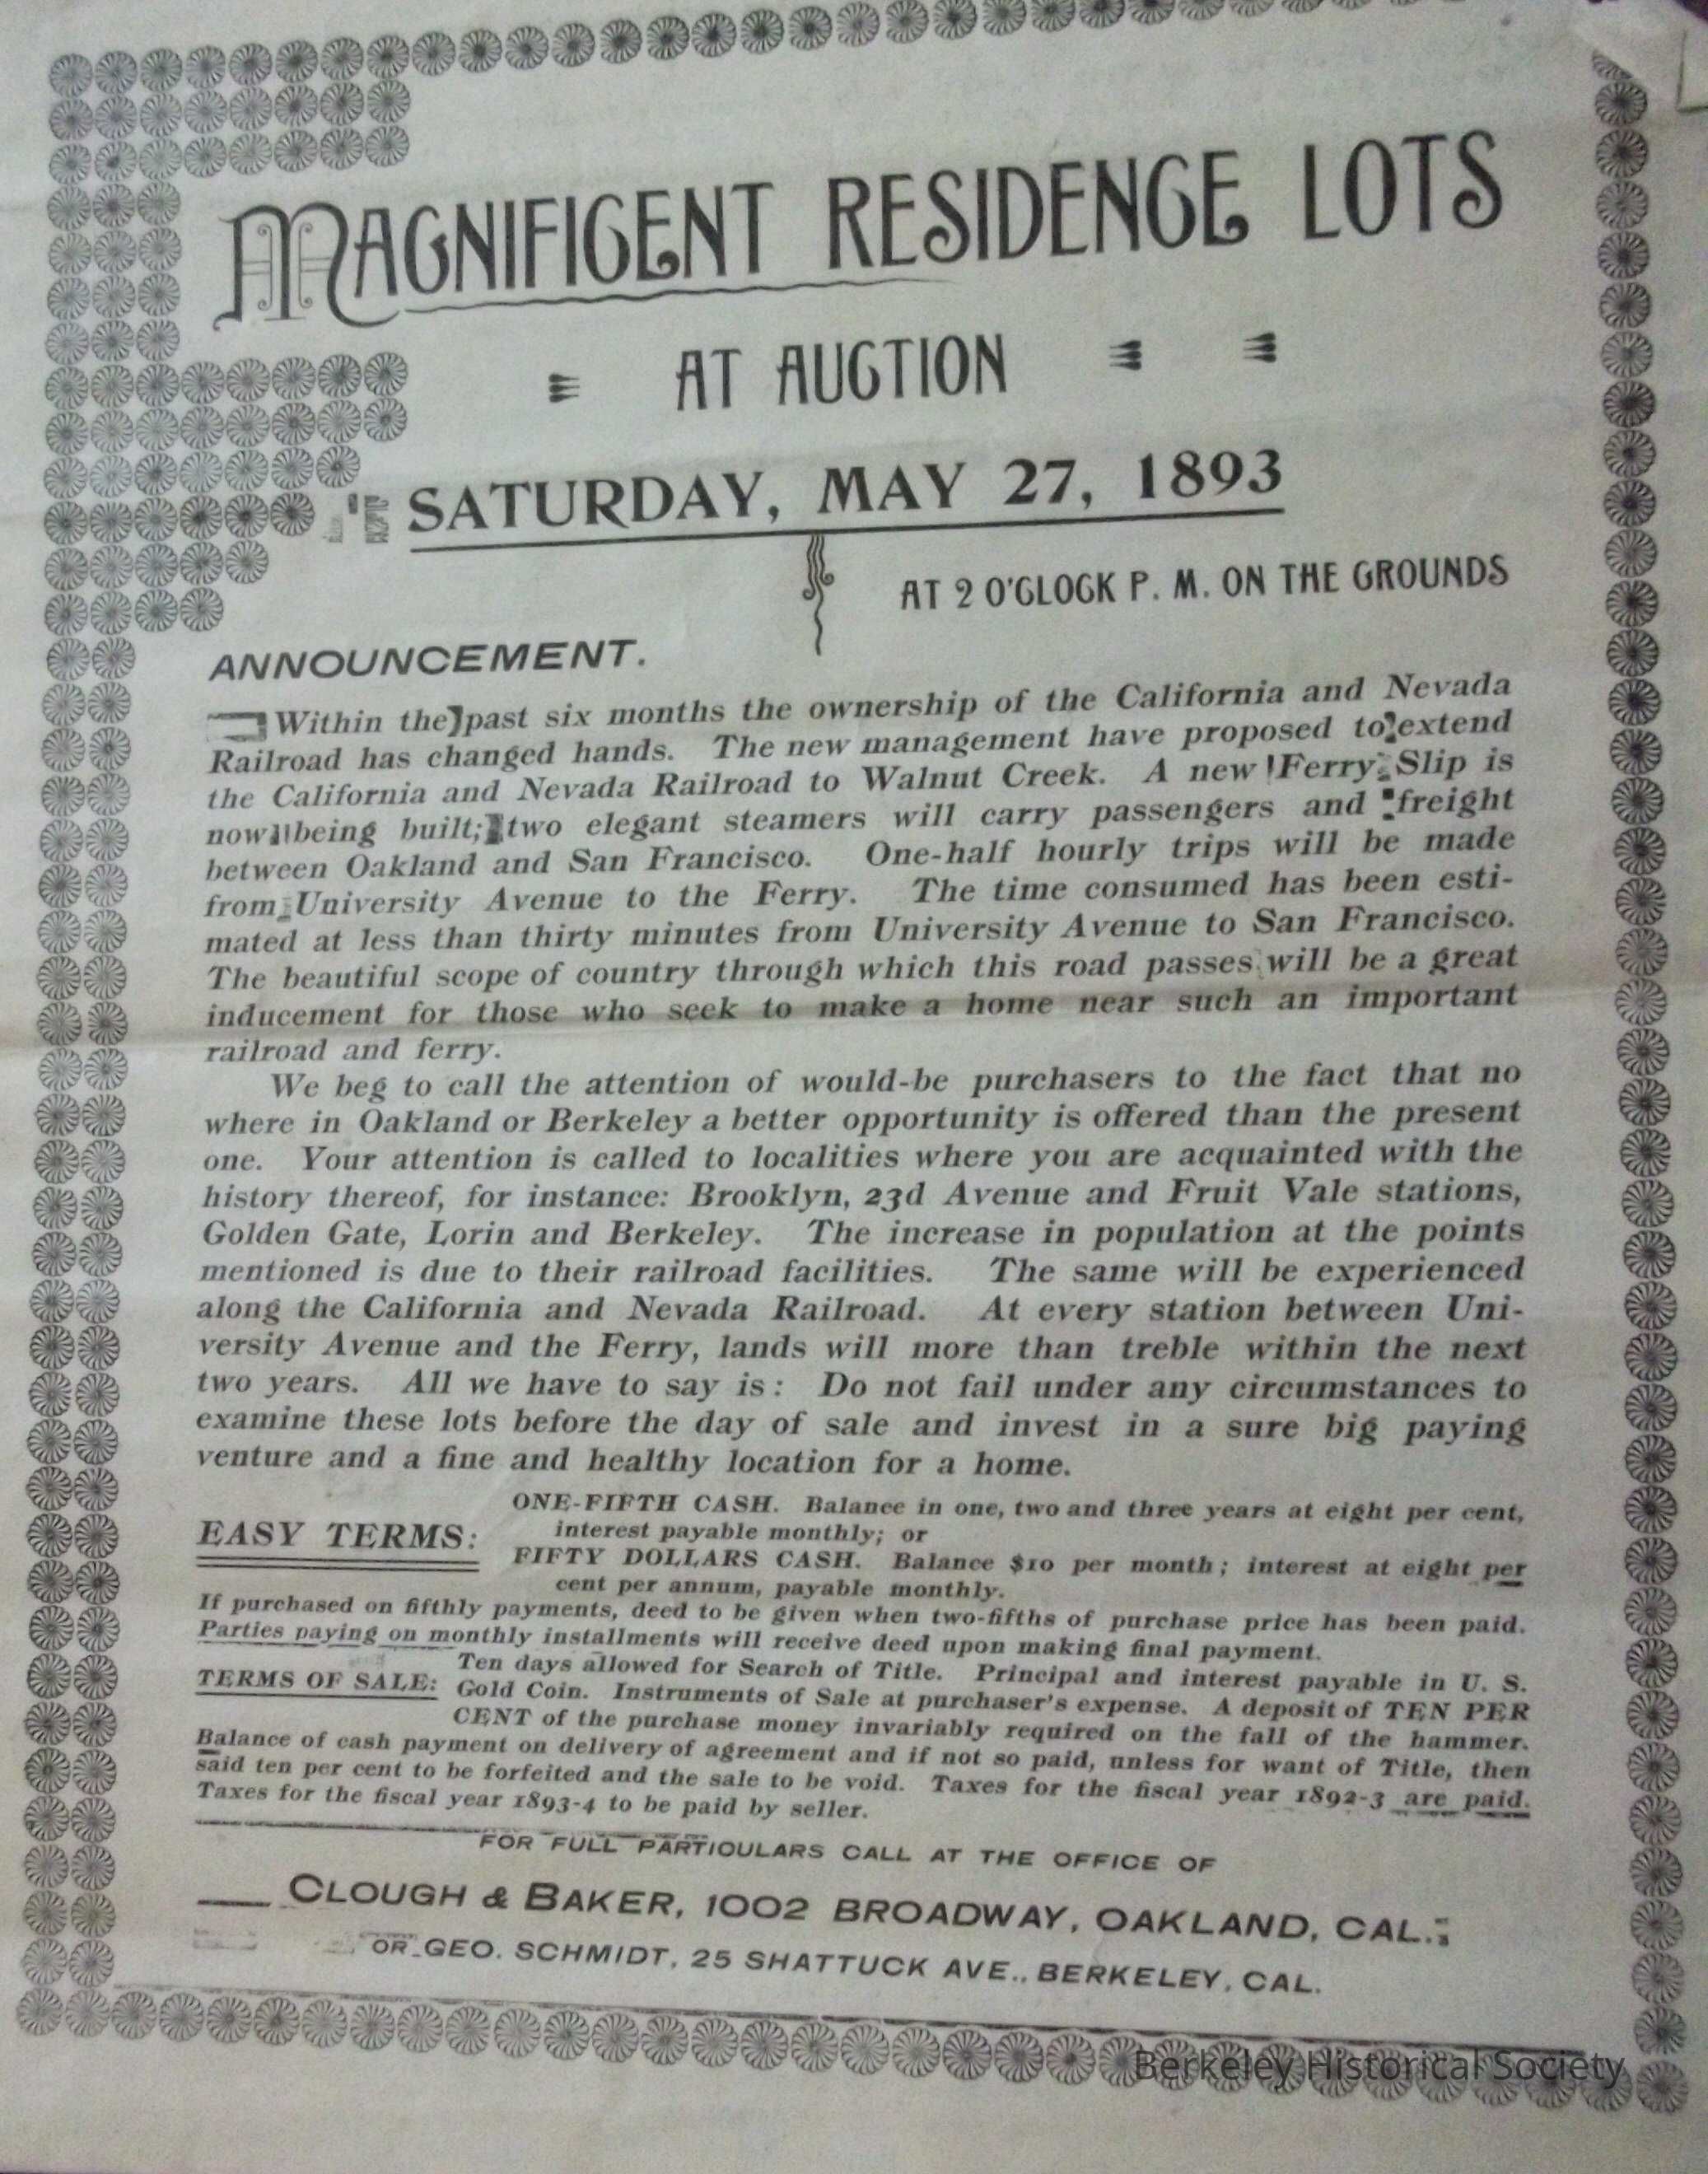 MAGNIFICENT RESIDENCE LOTS
AT AUCTION
SATURDAY, MAY 27, 1893
AT 2 O'CLOCK P. M. ON THE GROUNDS
ANNOUNCEMENT.
Within the past six months the ownership of the California and Nevada
Railroad has changed hands. The new management have proposed to extend
the California and Nevada Railroad to Walnut Creek. A new Ferry Slip is
now being built; two elegant steamers will carry passengers and freight
between Oakland and San Francisco. One-half hourly trips will be made
from University Avenue to the Ferry. The time consumed has been esti-
mated at less than thirty minutes from University Avenue to San Francisco.
The beautiful scope of country through which this road passes will be a great
inducement for those who seek to make a home near such an important
railroad and ferry.
We beg to call the attention of would-be purchasers to the fact that no
where in Oakland or Berkeley a better opportunity is offered than the present
one. Your attention is called to localities where you are acquainted with the
history thereof, for instance: Brooklyn, 23d Avenue and Fruit Vale stations,
Golden Gate, Lorin and Berkeley. The increase in population at the points
mentioned is due to their railroad facilities. The same will be experienced
along the California and Nevada Railroad. At every station between Uni-
versity Avenue and the Ferry, lands will more than treble within the next
two years. All we have to say is: Do not fail under any circumstances to
examine these lots before the day of sale and invest in a sure big paying
venture and a fine and healthy location for a home.
EASY TERMS:
ONE-FIFTH CASH. Balance in one, two and three years at eight per cent,
interest payable monthly; or
FIFTY DOLLARS CASH. Balance $10 per month; interest at eight per
cent per annum, payable monthly.
If purchased on fifthly payments, deed to be given when two-fifths of purchase price has been paid.
Parties paying on monthly installments will receive deed upon making final payment.
TERMS OF SALE:
Ten days allowed for Search of Title. Principal and interest payable in U. S.
Gold Coin. Instruments of Sale at purchaser's expense. A deposit of TEN PER
CENT of the purchase money invariably required on the fall of the hammer.
Balance of cash payment on delivery of agreement and if not so paid, unless for want of Title, then
said ten per cent to be forfeited and the sale to be void. Taxes for the fiscal year 1892-3 are paid.
Taxes for the fiscal year 1893-4 to be paid by seller.
FOR FULL PARTICULARS CALL AT THE OFFICE OF
CLOUGH & BAKER, 1002 BROADWAY, OAKLAND, CAL.;
OR GEO. SCHMIDT, 25 SHATTUCK AVE., BERKELEY, CAL.
Berkeley Historical Society